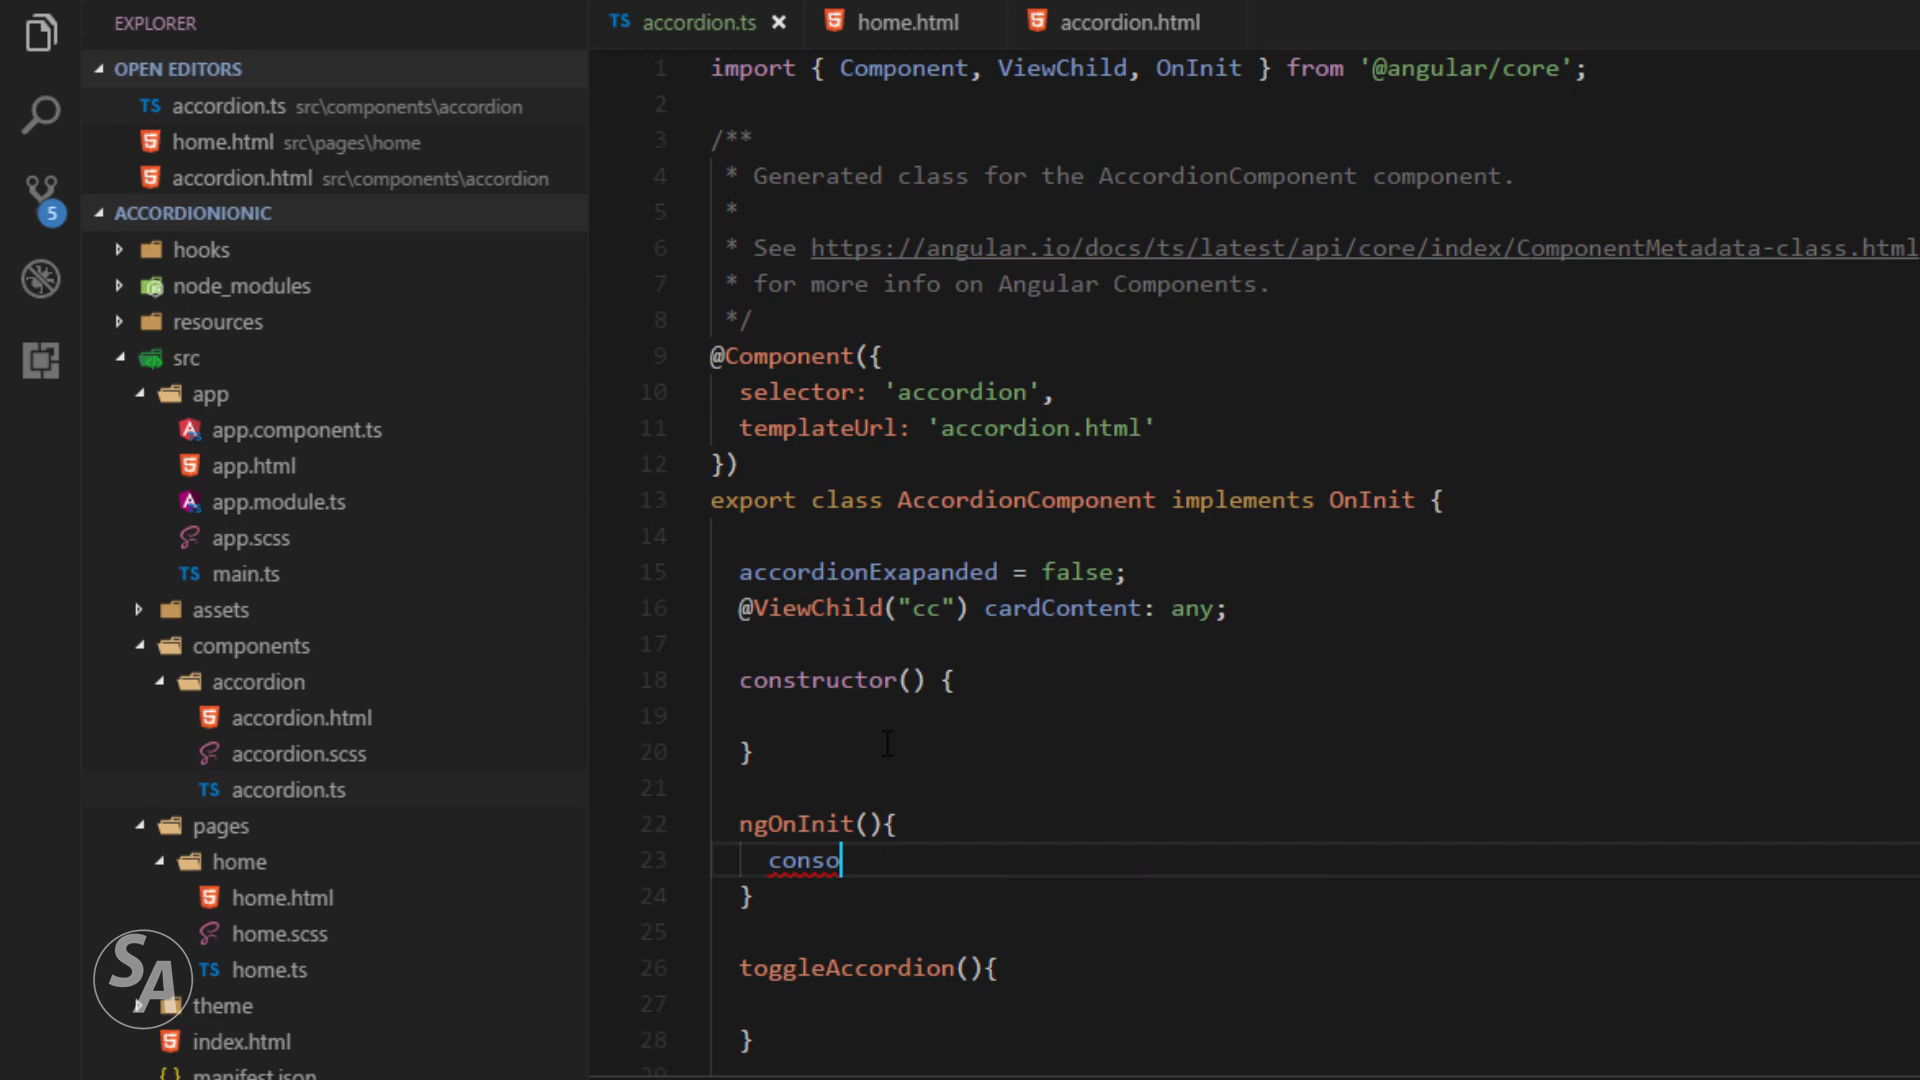 EXPLORER
OPEN EDITORS
TS accordion.ts src\components\accordion
home.html src\pages\home
accordion.html src\components\accordion
5
ACCORDIONIONIC
hooks
node_modules
resources
src
app
app.component.ts
app.html
app.module.ts
app.scss
TS main.ts
assets
components
accordion
accordion.html
accordion.scss
TS accordion.ts
pages
home
home.html
home.scss
TS home.ts
theme
index.html
manifest.json
SA
TS accordion.ts × home.html accordion.html
1 import { Component, ViewChild, OnInit } from '@angular/core';
2
3 /**
4 * Generated class for the AccordionComponent component.
5 *
6 * See https://angular.io/docs/ts/latest/api/core/index/ComponentMetadata-class.html
7 * for more info on Angular Components.
8 */
9 @Component({
10 selector: 'accordion',
11 templateUrl: 'accordion.html'
12 })
13 export class AccordionComponent implements OnInit {
14
15 accordionExapanded = false;
16 @ViewChild("cc") cardContent: any;
17
18 constructor() {
19
20 }
21
22 ngOnInit(){
23 conso
24 }
25
26 toggleAccordion(){
27
28 }
29